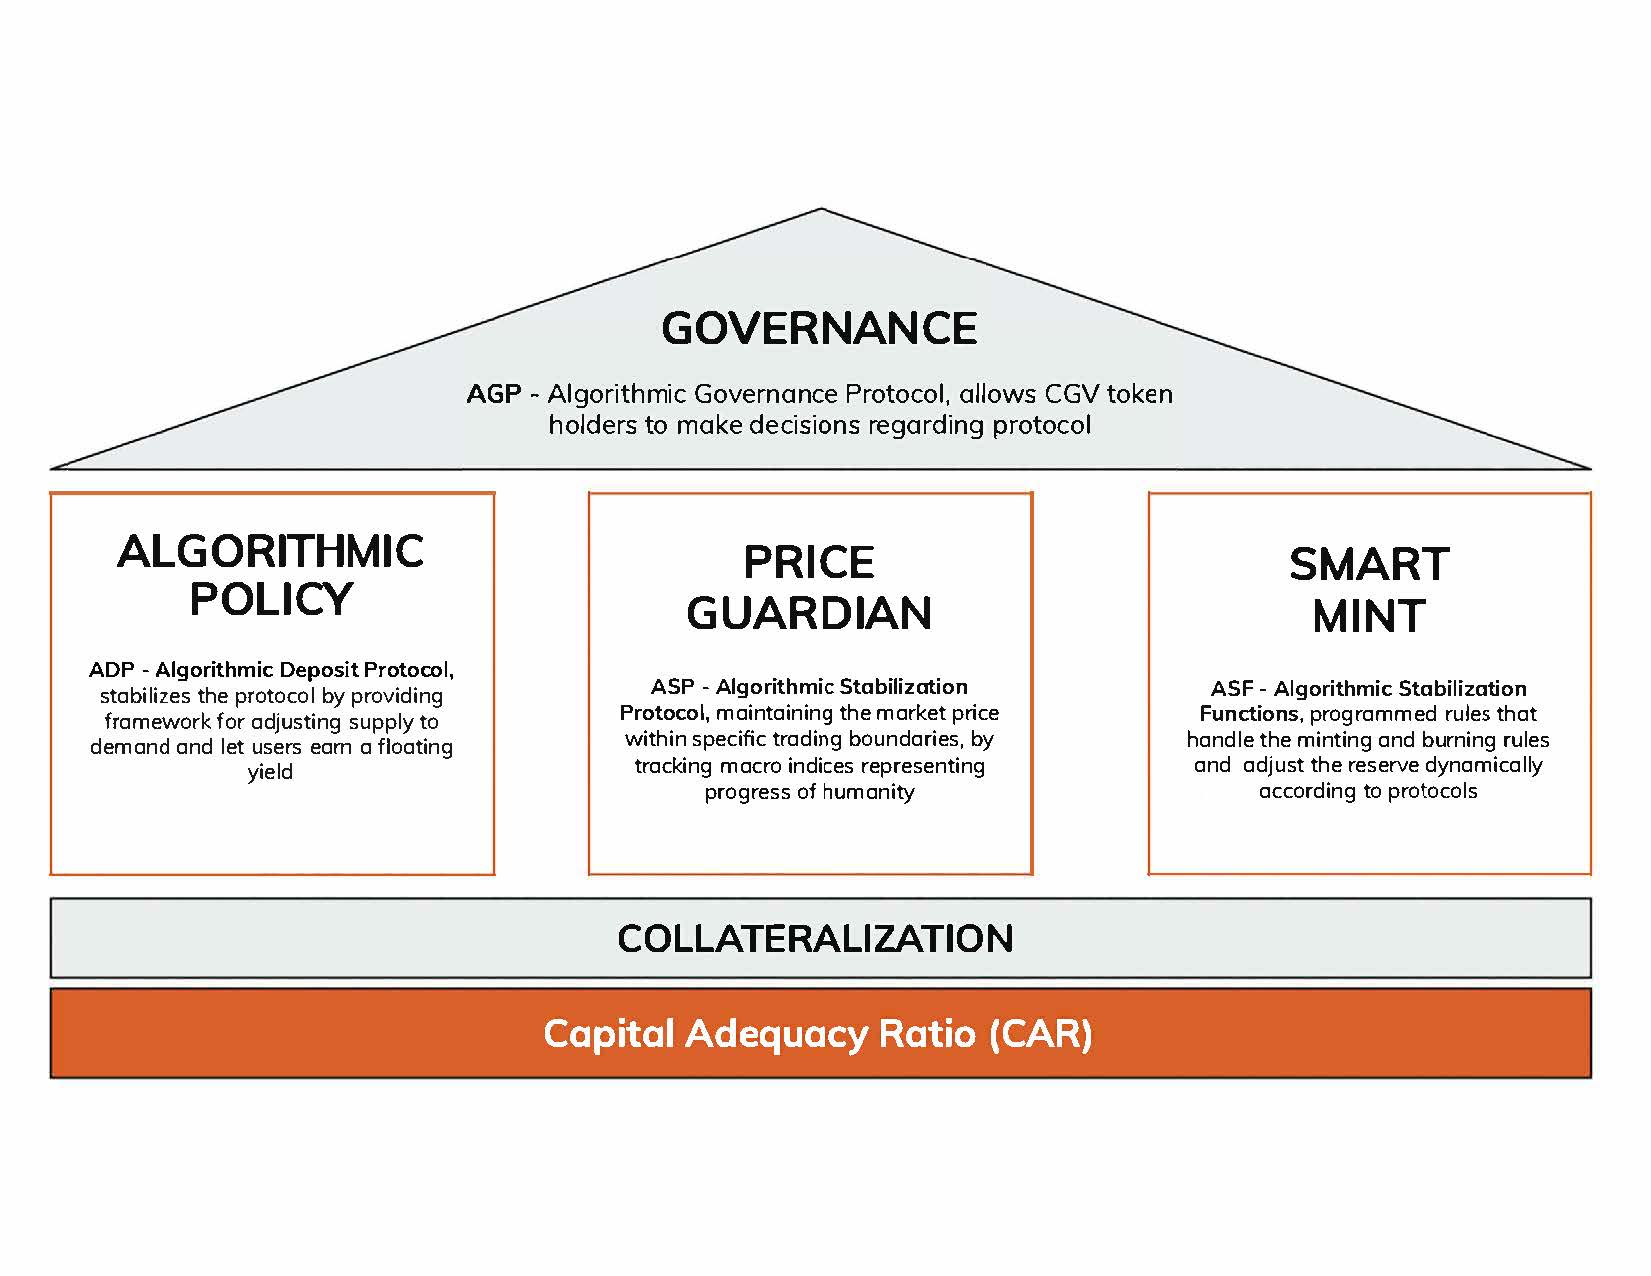 GOVERNANCE
AGP - Algorithmic Governance Protocol, allows CGV token
holders to make decisions regarding protocol
ALGORITHMIC
POLICY
ADP - Algorithmic Deposit Protocol,
stabilizes the protocol by providing
framework for adjusting supply to
demand and let users earn a floating
yield
PRICE
GUARDIAN
ASP - Algorithmic Stabilization
Protocol, maintaining the market price
within specific trading boundaries, by
tracking macro indices representing
progress of humanity
SMART
MINT
ASF - Algorithmic Stabilization
Functions, programmed rules that
handle the minting and burning rules
and adjust the reserve dynamically
according to protocols
COLLATERALIZATION
Capital Adequacy Ratio (CAR)